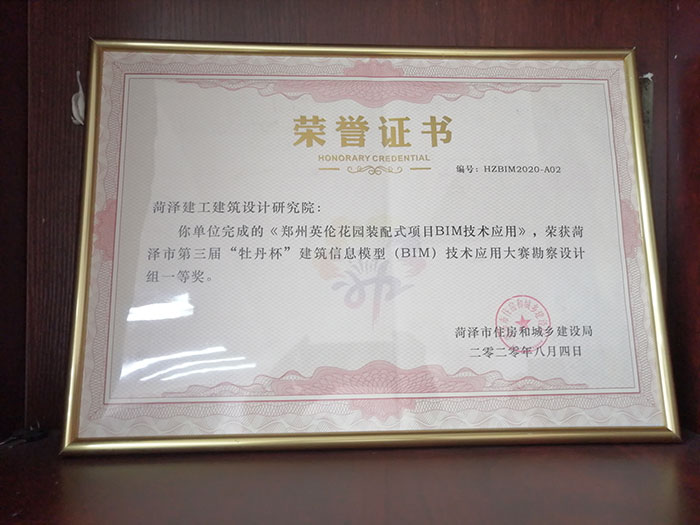 荣誉证书
HONORARY CREDENTIAL
编号：HZBIM2020-A02
菏泽建工建筑设计研究院：
你单位完成的《郑州英伦花园装配式项目BIM技术应用》，荣获菏
泽市第三届“牡丹杯”建筑信息模型（BIM）技术应用大赛勘察设计
组一等奖。
菏泽市住房和城乡建设局
二零二零年八月四日